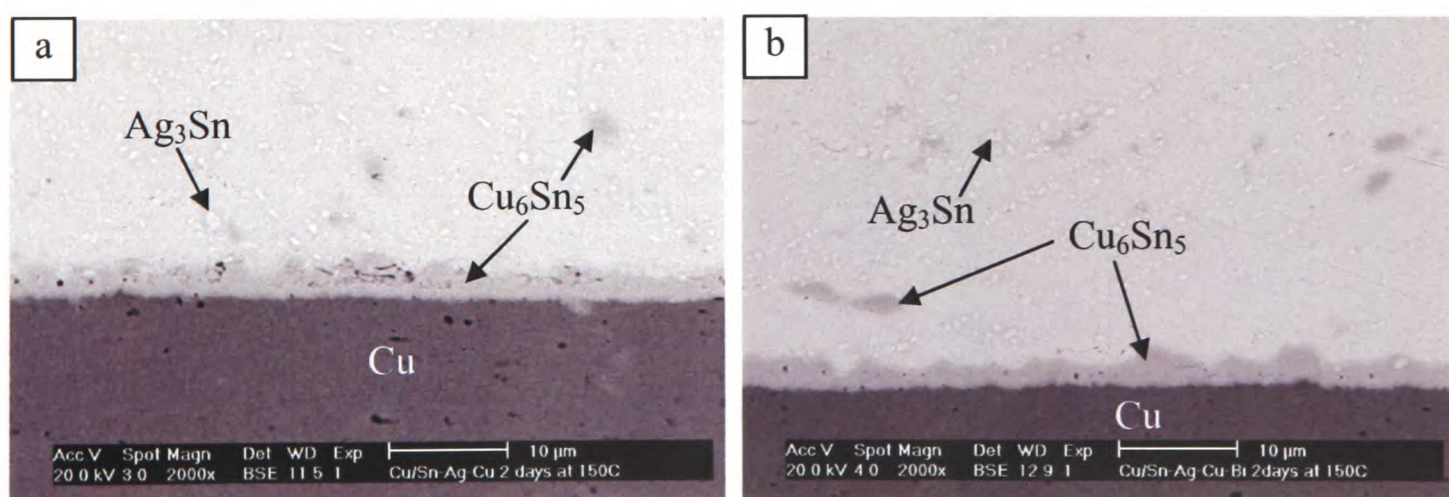 a
Ag₃Sn
Cu₆Sn₅
Cu
Acc V Spot Magn Det WD Exp 10 µm
20.0 kV 3.0 2000x BSE 11.5 1 Cu/Sn-Ag-Cu 2 days at 150C
b
Ag₃Sn
Cu₆Sn₅
Cu
Acc V Spot Magn Det WD Exp 10 µm
20.0 kV 4.0 2000x BSE 12.9 1 Cu/Sn-Ag-Cu-Bi 2days at 150C